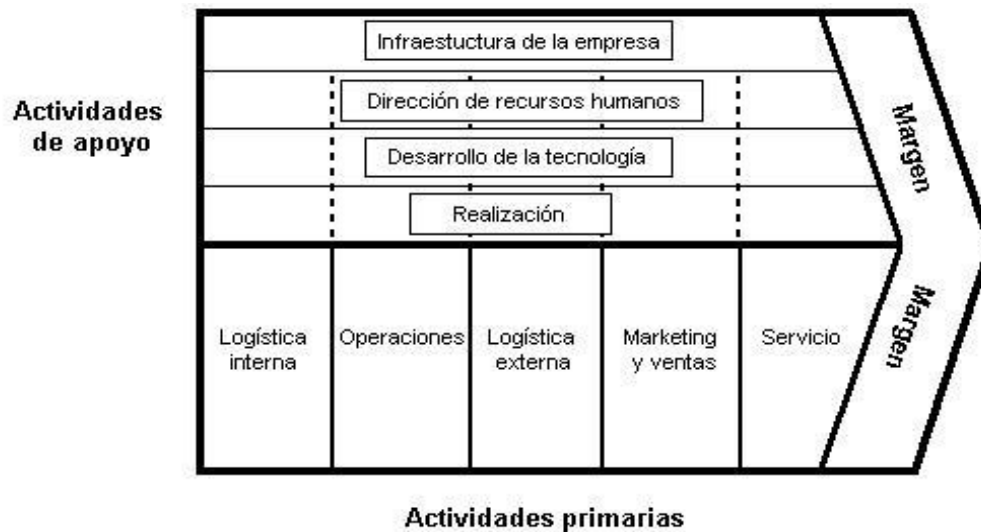 Infraestuctura de la empresa
Dirección de recursos humanos
Actividades
de apoyo
Desarrollo de la tecnología
Realización
Margen
Margen
Logística
interna
Operaciones
Logística
externa
Marketing
y ventas
Servicio
Actividades primarias